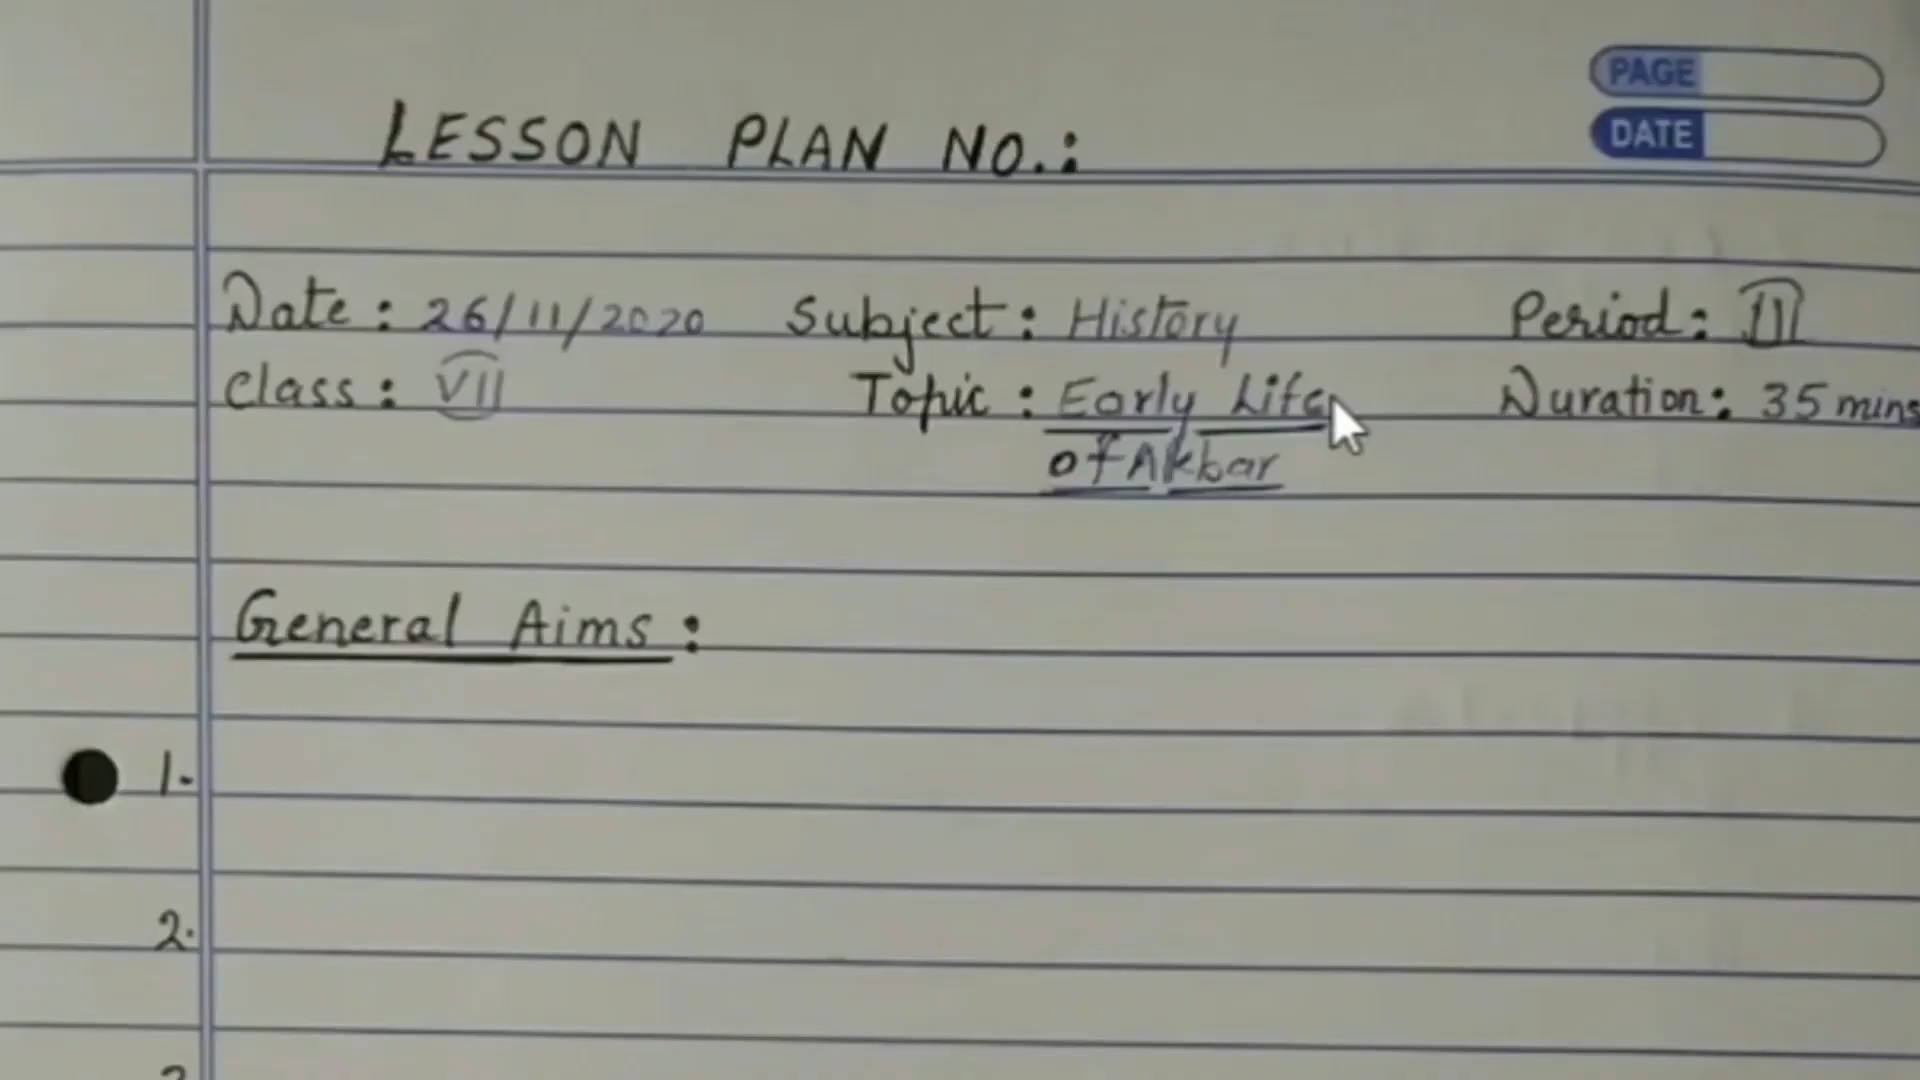 PAGE
DATE
LESSON PLAN NO.:
Date : 26/11/2020 Subject : History Period : III
Class : VII Topic : Early Life Duration : 35 mins
of Akbar
General Aims :
1.
2.